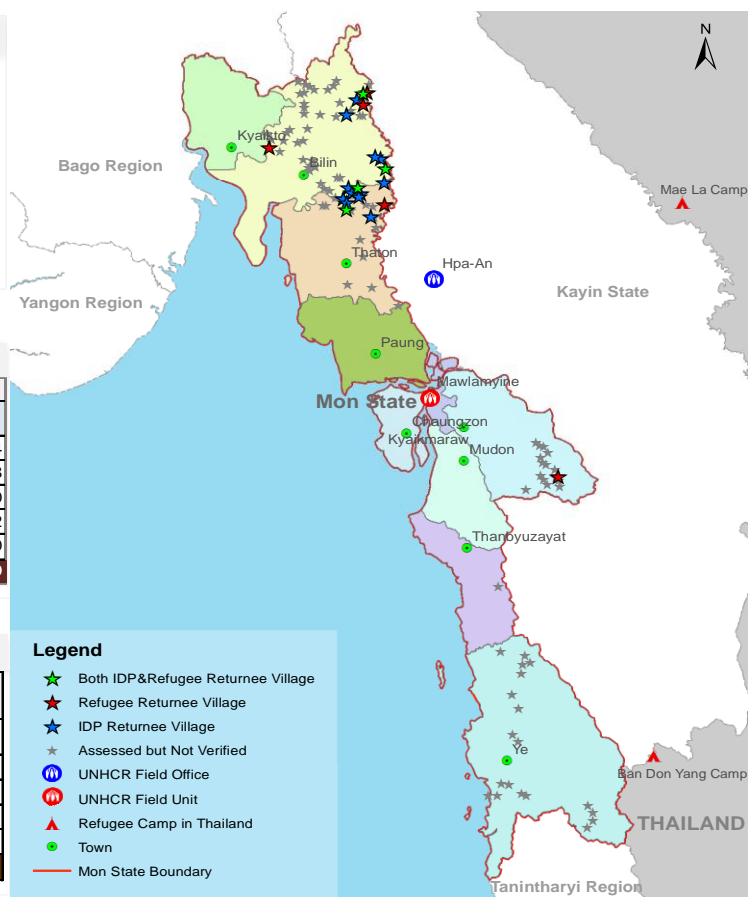 N
Kyaikto
Bago Region
Bilin
Mae La Camp
Thaton
Hpa-An
Kayin State
Yangon Region
Paung
Mawlamyine
Mon State
Chaungzon
Kyaikmaraw
Mudon
Thanbyuzayat
Legend
Both IDP&Refugee Returnee Village
Refugee Returnee Village
IDP Returnee Village
Assessed but Not Verified
UNHCR Field Office
UNHCR Field Unit
Refugee Camp in Thailand
Town
Mon State Boundary
Ye
Ban Don Yang Camp
THAILAND
Tanintharyi Region